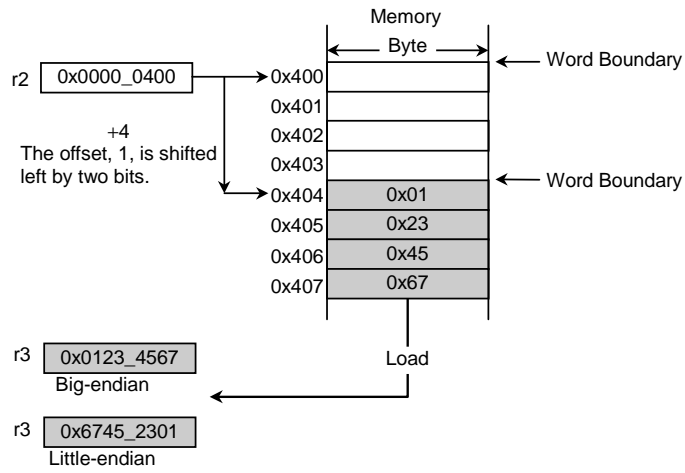 Memory
Byte
Word Boundary
r2 0x0000_0400
0x400
0x401
+4
The offset, 1, is shifted
left by two bits.
0x402
0x403
Word Boundary
0x404 0x01
0x405 0x23
0x406 0x45
0x407 0x67
r3 0x0123_4567
Big-endian
Load
r3 0x6745_2301
Little-endian